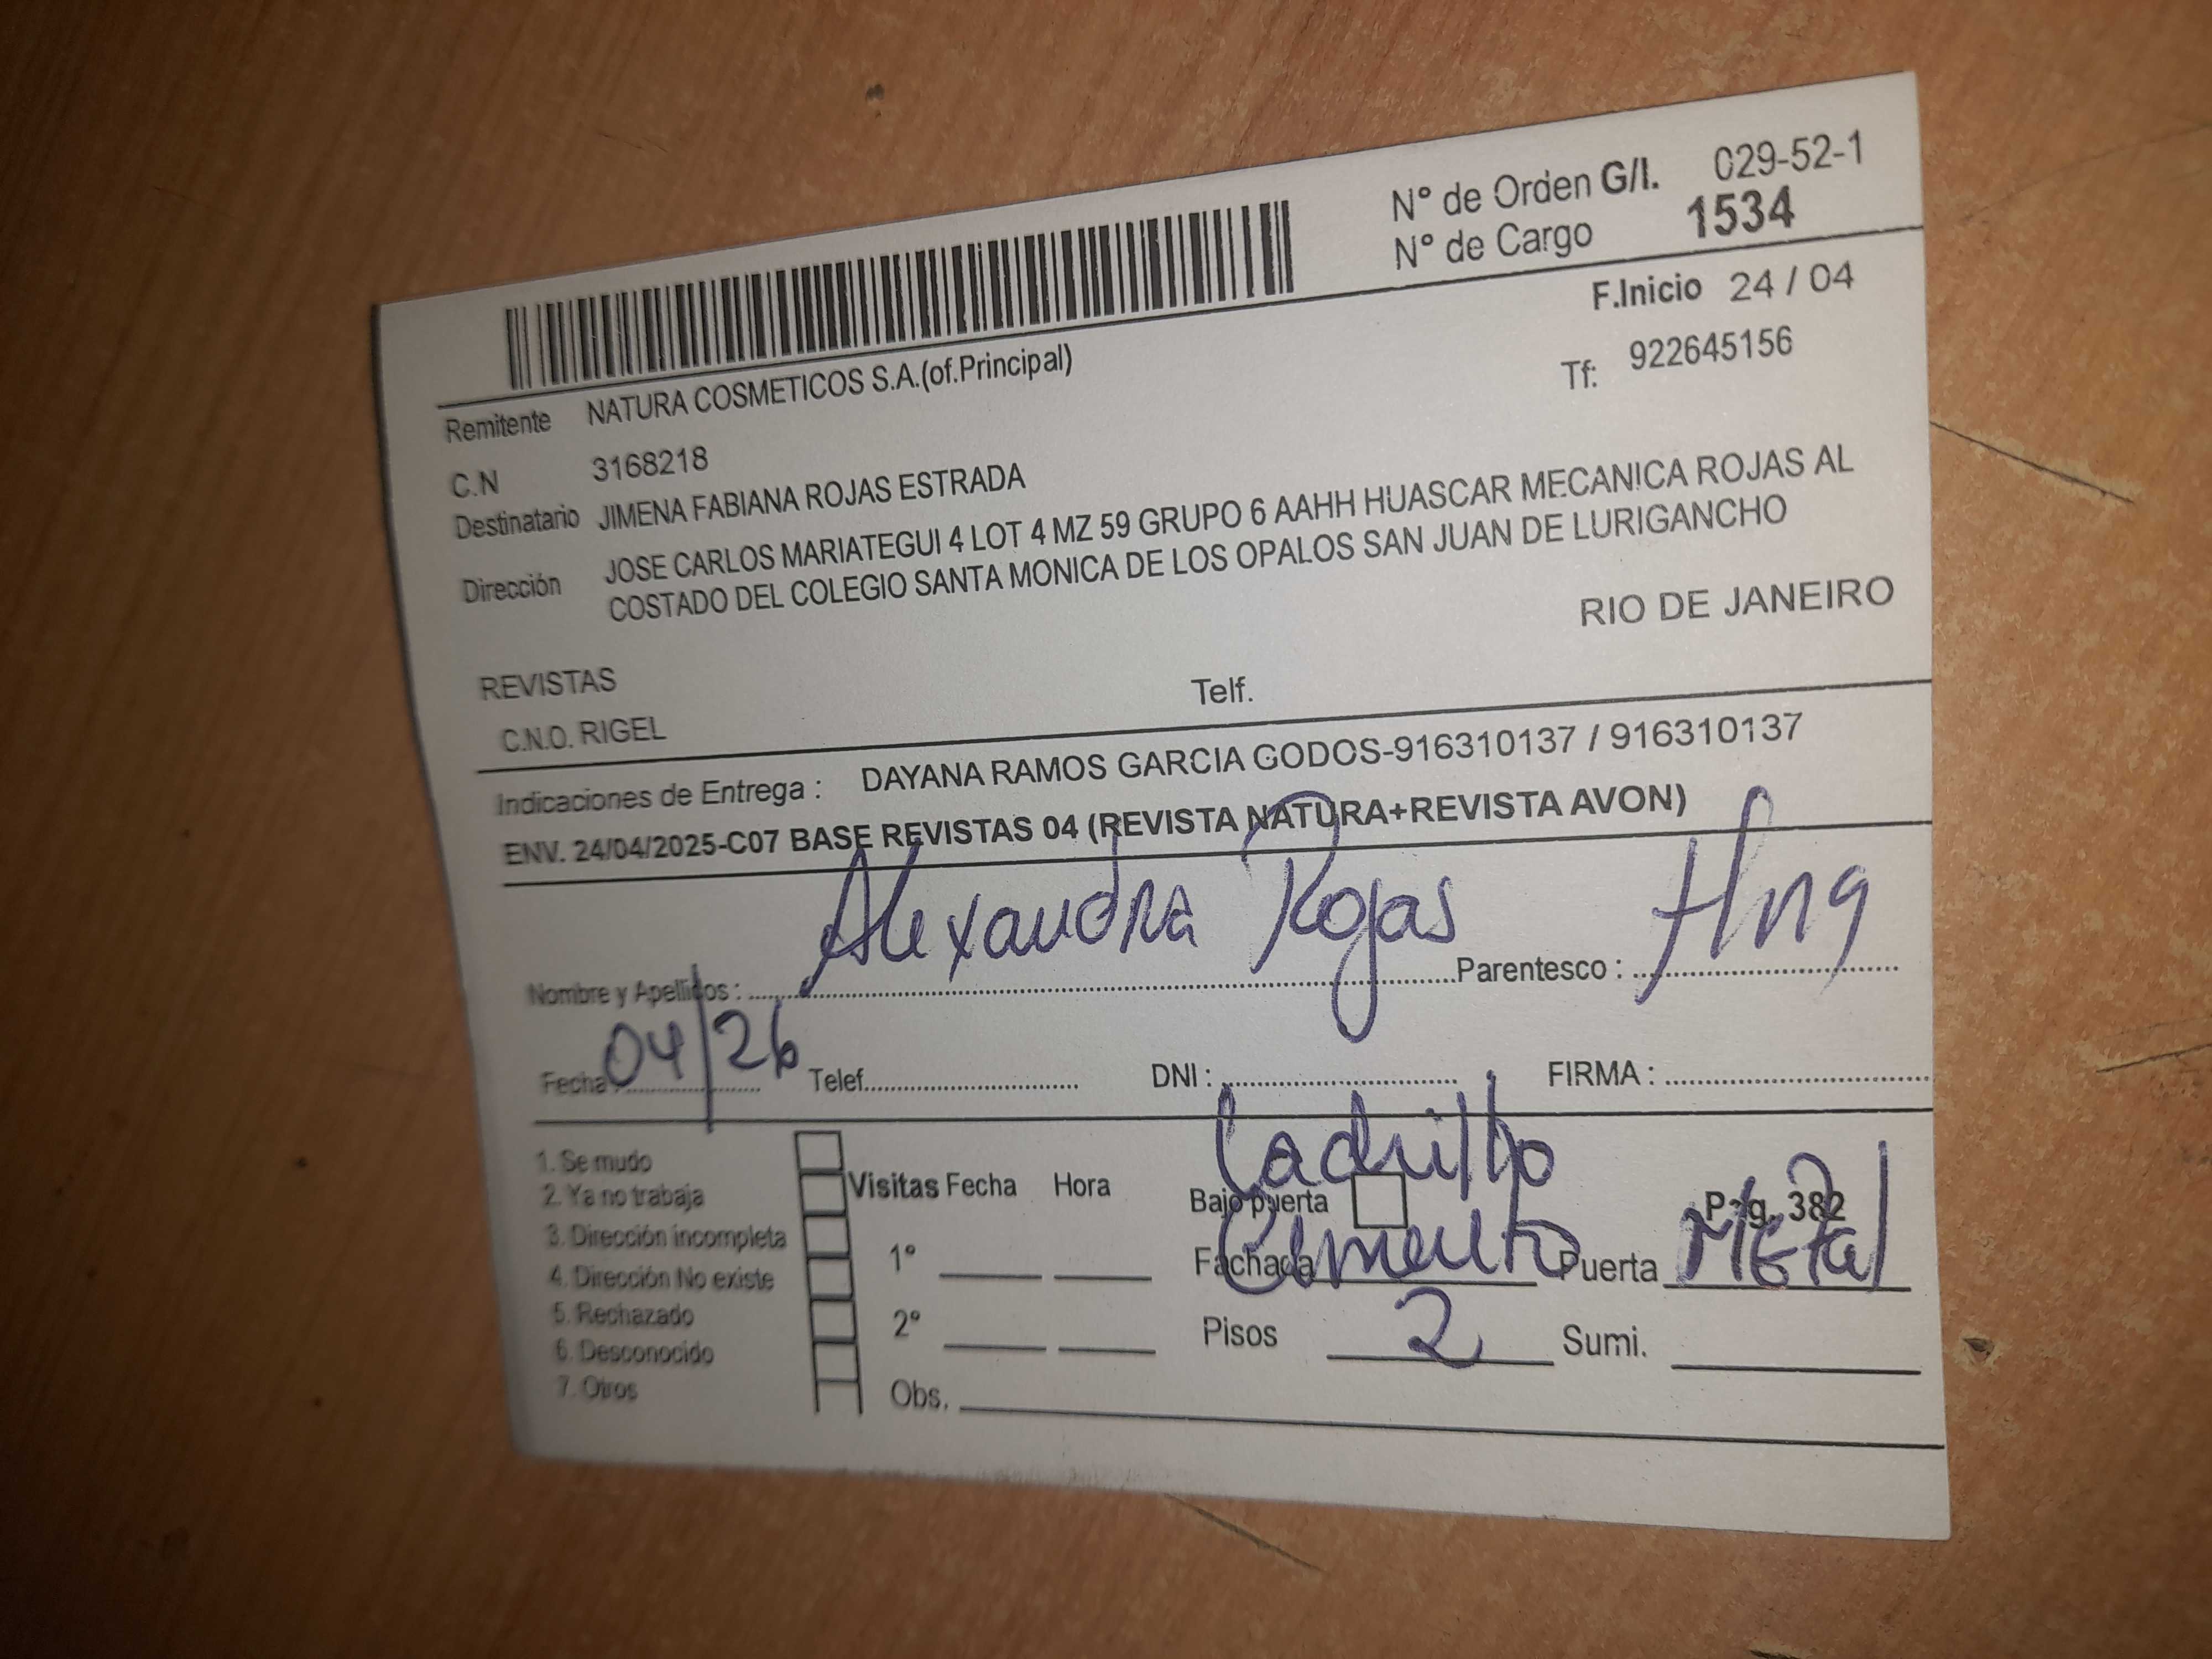 N° de Orden G/I. 029-52-1
N° de Cargo 1534
F.Inicio 24 / 04
Remitente NATURA COSMETICOS S.A.(of.Principal)
Tf: 922645156
C.N 3168218
Destinatario JIMENA FABIANA ROJAS ESTRADA
Dirección JOSE CARLOS MARIATEGUI 4 LOT 4 MZ 59 GRUPO 6 AAHH HUASCAR MECANICA ROJAS AL
COSTADO DEL COLEGIO SANTA MONICA DE LOS OPALOS SAN JUAN DE LURIGANCHO
RIO DE JANEIRO
REVISTAS
Telf.
C.N.O. RIGEL
Indicaciones de Entrega : DAYANA RAMOS GARCIA GODOS-916310137 / 916310137
ENV. 24/04/2025-C07 BASE REVISTAS 04 (REVISTA NATURA+REVISTA AVON)
Nombre y Apellidos : Alexandra Rojas Parentesco : Hna
Fecha : 04/26 Telef. DNI : FIRMA :
1. Se mudo
2. Ya no trabaja
3. Dirección incompleta
4. Dirección No existe
5. Rechazado
6. Desconocido
7. Otros
Visitas Fecha Hora
1°
2°
Obs.
Ladrillo
Bajo puerta Pag. 382
Fachada Cemento Puerta Metal
Pisos 2 Sumi.